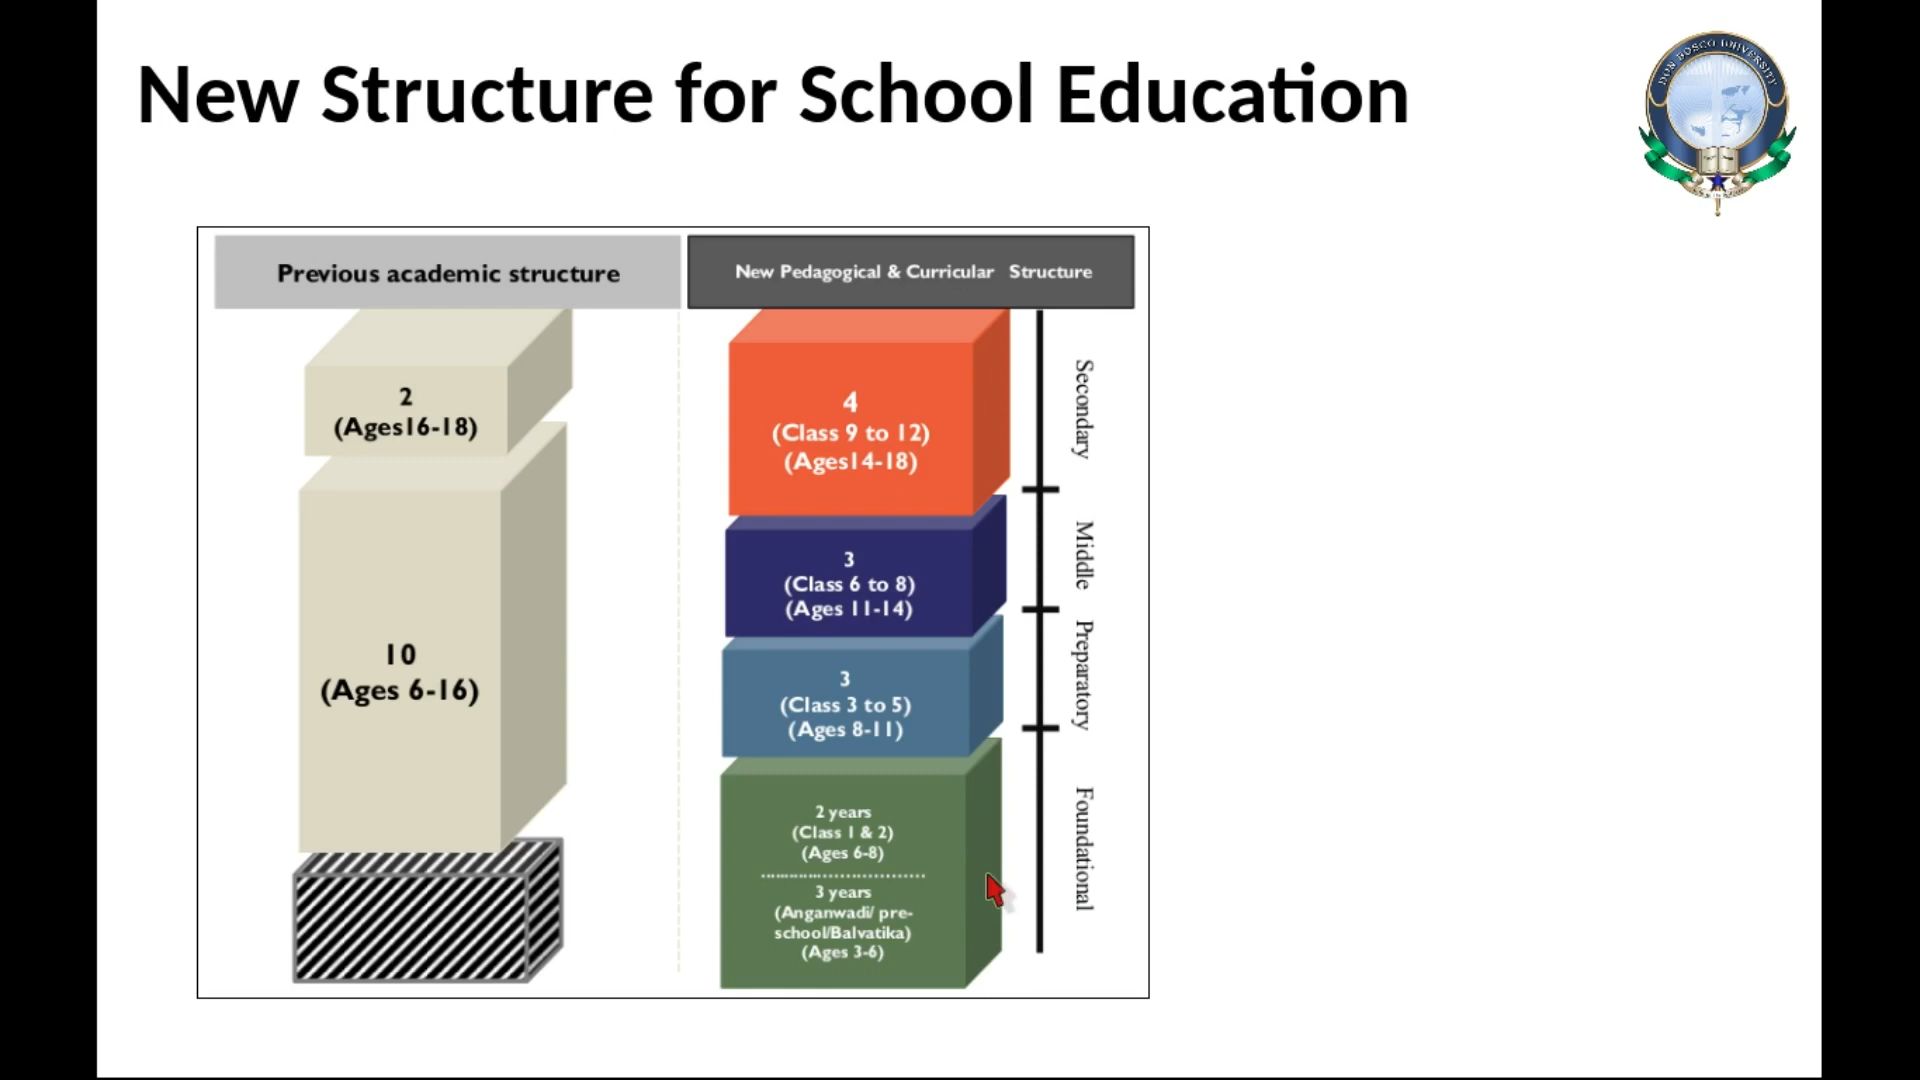 New Structure for School Education
DON BOSCO UNIVERSITY
Previous academic structure
New Pedagogical & Curricular Structure
2
(Ages16-18)
10
(Ages 6-16)
4
(Class 9 to 12)
(Ages14-18)
3
(Class 6 to 8)
(Ages 11-14)
3
(Class 3 to 5)
(Ages 8-11)
2 years
(Class 1 & 2)
(Ages 6-8)
3 years
(Anganwadi/ pre-
school/Balvatika)
(Ages 3-6)
Secondary
Middle
Preparatory
Foundational